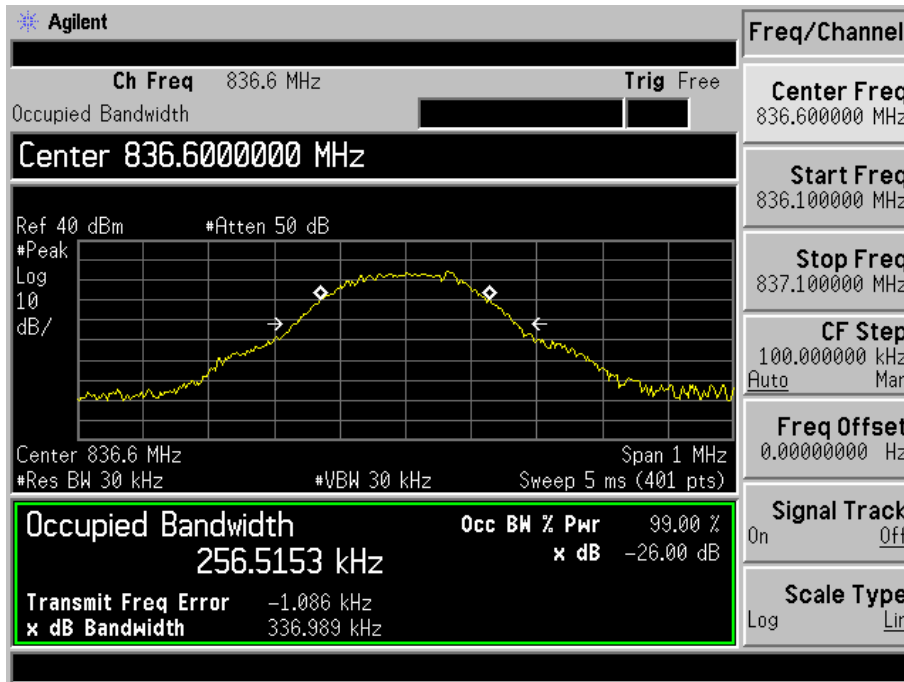 Agilent
Freq/Channel
Ch Freq 836.6 MHz Trig Free
Occupied Bandwidth
Center 836.6000000 MHz
Ref 40 dBm #Atten 50 dB
#Peak
Log
10
dB/
Center 836.6 MHz Span 1 MHz
#Res BW 30 kHz #VBW 30 kHz Sweep 5 ms (401 pts)
Occupied Bandwidth
256.5153 kHz
Occ BW % Pwr 99.00 %
x dB -26.00 dB
Transmit Freq Error -1.086 kHz
x dB Bandwidth 336.989 kHz
Center Freq
836.600000 MHz
Start Freq
836.100000 MHz
Stop Freq
837.100000 MHz
CF Step
100.000000 kHz
Auto Man
Freq Offset
0.00000000 Hz
Signal Track
On Off
Scale Type
Log Lin